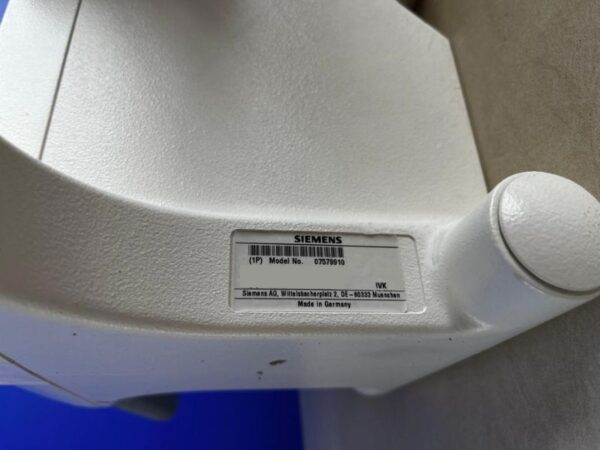 SIEMENS
(1P) Model No. 07579910
IVK
Siemens AG, Wittelsbacherplatz 2, DE-80333 Muenchen
Made in Germany